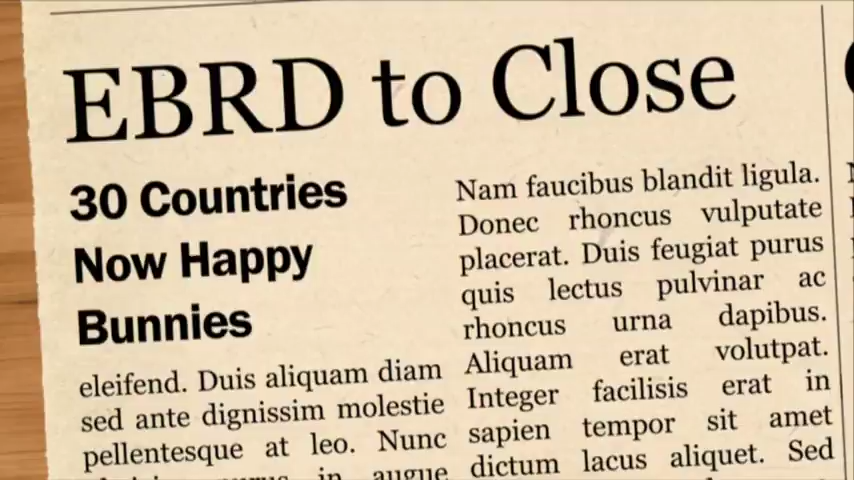 EBRD to Close
30 Countries
Now Happy
Bunnies
eleifend. Duis aliquam diam
sed ante dignissim molestie
pellentesque at leo. Nunc
in augue
Nam faucibus blandit ligula.
Donec rhoncus vulputate
placerat. Duis feugiat purus
quis lectus pulvinar ac
rhoncus urna dapibus.
Aliquam erat volutpat.
Integer facilisis erat in
sapien tempor sit amet
dictum lacus aliquet. Sed